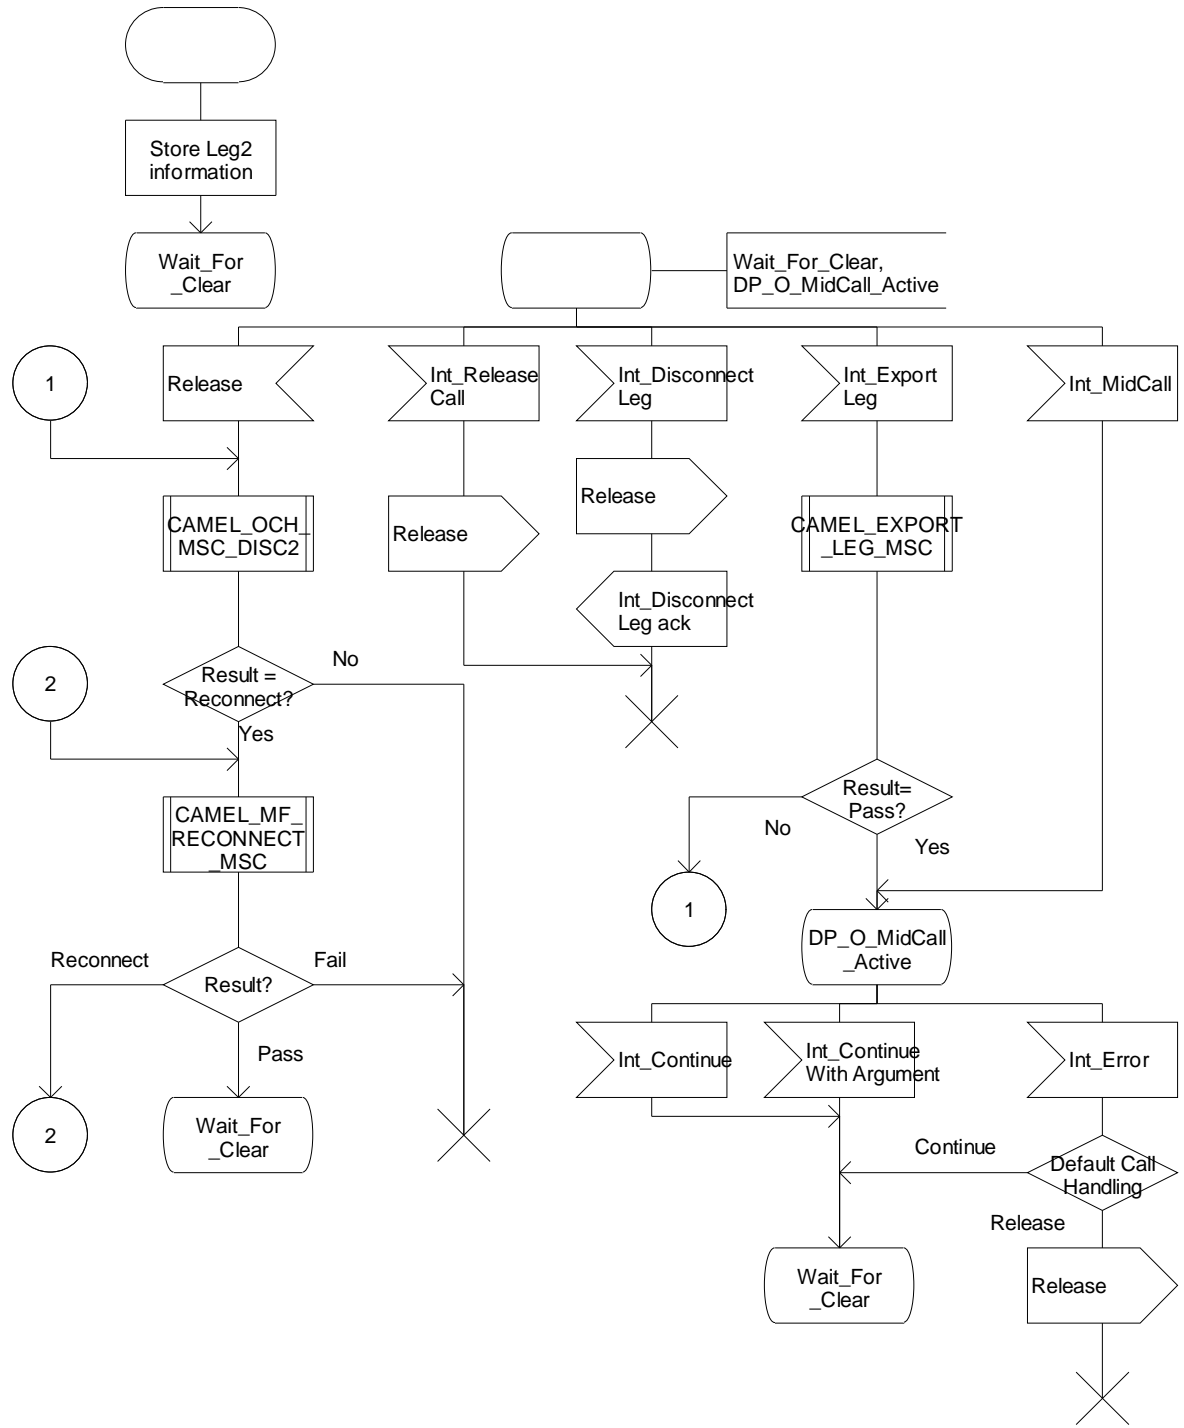 Store Leg2
information
Wait_For
_Clear
Wait_For_Clear,
DP_O_MidCall_Active
1
Release
Int_Release
Call
Int_Disconnect
Leg
Int_Export
Leg
Int_MidCall
Release
CAMEL_OCH_
MSC_DISC2
Release
CAMEL_EXPORT
_LEG_MSC
Int_Disconnect
Leg ack
2
Result =
Reconnect?
No
Yes
Result=
Pass?
No
Yes
CAMEL_MF_
RECONNECT
_MSC
1
DP_O_MidCall
_Active
Reconnect
Result?
Fail
Pass
Int_Continue
Int_Continue
With Argument
Int_Error
2
Wait_For
_Clear
Continue
Default Call
Handling
Release
Wait_For
_Clear
Release